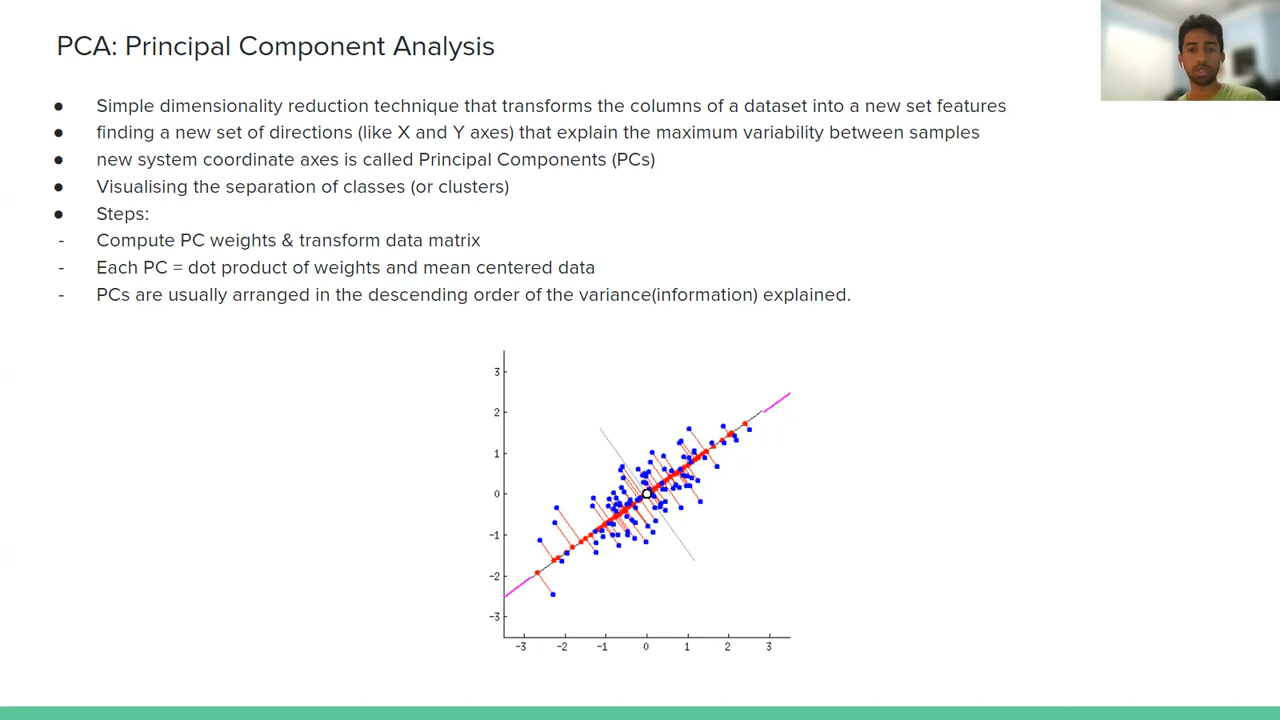 PCA: Principal Component Analysis
● Simple dimensionality reduction technique that transforms the columns of a dataset into a new set features
● finding a new set of directions (like X and Y axes) that explain the maximum variability between samples
● new system coordinate axes is called Principal Components (PCs)
● Visualising the separation of classes (or clusters)
● Steps:
- Compute PC weights & transform data matrix
- Each PC = dot product of weights and mean centered data
- PCs are usually arranged in the descending order of the variance(information) explained.
3
2
1
0
−1
−2
−3
−3 −2 −1 0 1 2 3